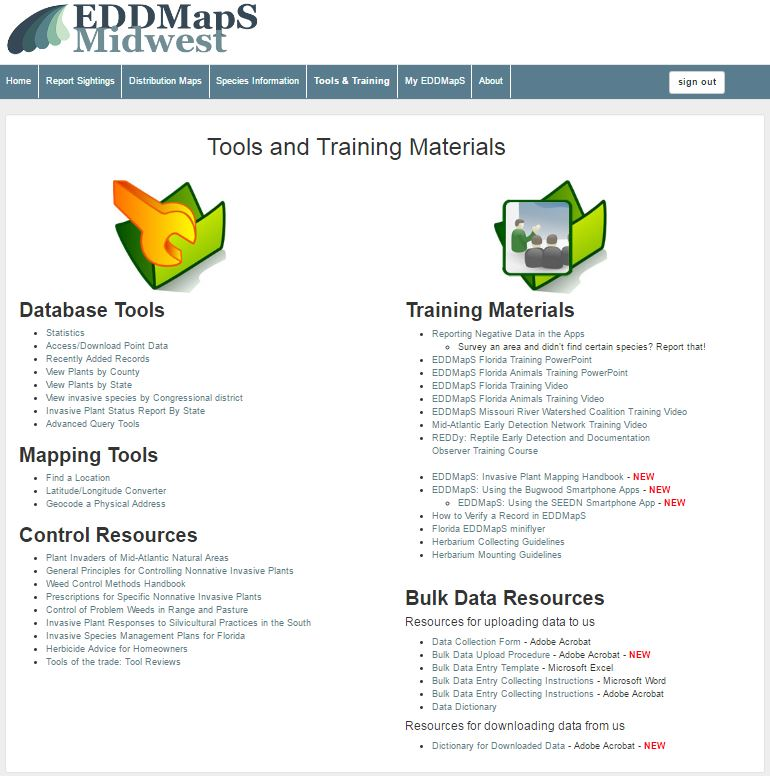 EDDMapS
Midwest
Home
Report Sightings
Distribution Maps
Species Information
Tools & Training
My EDDMapS
About
sign out
Tools and Training Materials
Database Tools
Statistics
Access/Download Point Data
Recently Added Records
View Plants by County
View Plants by State
View invasive species by Congressional district
Invasive Plant Status Report By State
Advanced Query Tools
Mapping Tools
Find a Location
Latitude/Longitude Converter
Geocode a Physical Address
Control Resources
Plant Invaders of Mid-Atlantic Natural Areas
General Principles for Controlling Nonnative Invasive Plants
Weed Control Methods Handbook
Prescriptions for Specific Nonnative Invasive Plants
Control of Problem Weeds in Range and Pasture
Invasive Plant Responses to Silvicultural Practices in the South
Invasive Species Management Plans for Florida
Herbicide Advice for Homeowners
Tools of the trade: Tool Reviews
Training Materials
Reporting Negative Data in the Apps
Survey an area and didn't find certain species? Report that!
EDDMapS Florida Training PowerPoint
EDDMapS Florida Animals Training PowerPoint
EDDMapS Florida Training Video
EDDMapS Florida Animals Training Video
EDDMapS Missouri River Watershed Coalition Training Video
Mid-Atlantic Early Detection Network Training Video
REDDy: Reptile Early Detection and Documentation
Observer Training Course
EDDMapS: Invasive Plant Mapping Handbook - NEW
EDDMapS: Using the Bugwood Smartphone Apps - NEW
EDDMapS: Using the SEEDN Smartphone App - NEW
How to Verify a Record in EDDMapS
Florida EDDMapS miniflyer
Herbarium Collecting Guidelines
Herbarium Mounting Guidelines
Bulk Data Resources
Resources for uploading data to us
Data Collection Form - Adobe Acrobat
Bulk Data Upload Procedure - Adobe Acrobat - NEW
Bulk Data Entry Template - Microsoft Excel
Bulk Data Entry Collecting Instructions - Microsoft Word
Bulk Data Entry Collecting Instructions - Adobe Acrobat
Data Dictionary
Resources for downloading data from us
Dictionary for Downloaded Data - Adobe Acrobat - NEW